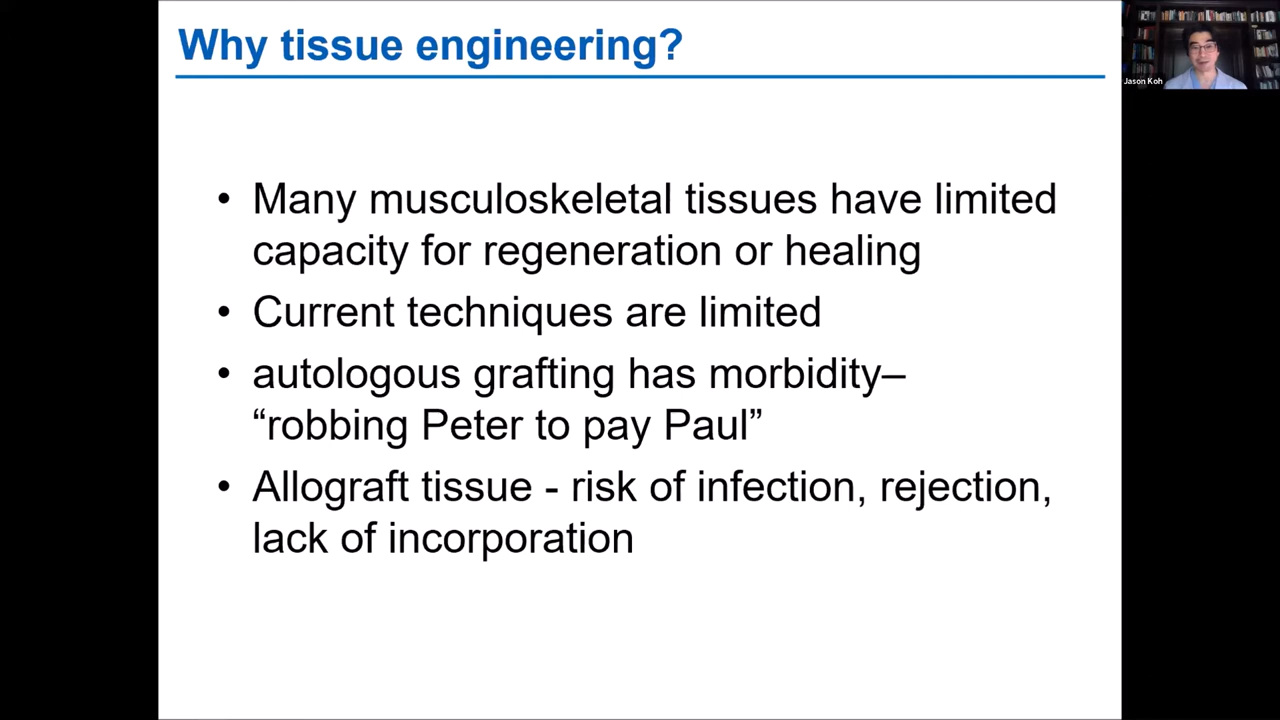 Why tissue engineering?
Jason Koh
• Many musculoskeletal tissues have limited
capacity for regeneration or healing
• Current techniques are limited
• autologous grafting has morbidity–
“robbing Peter to pay Paul”
• Allograft tissue - risk of infection, rejection,
lack of incorporation